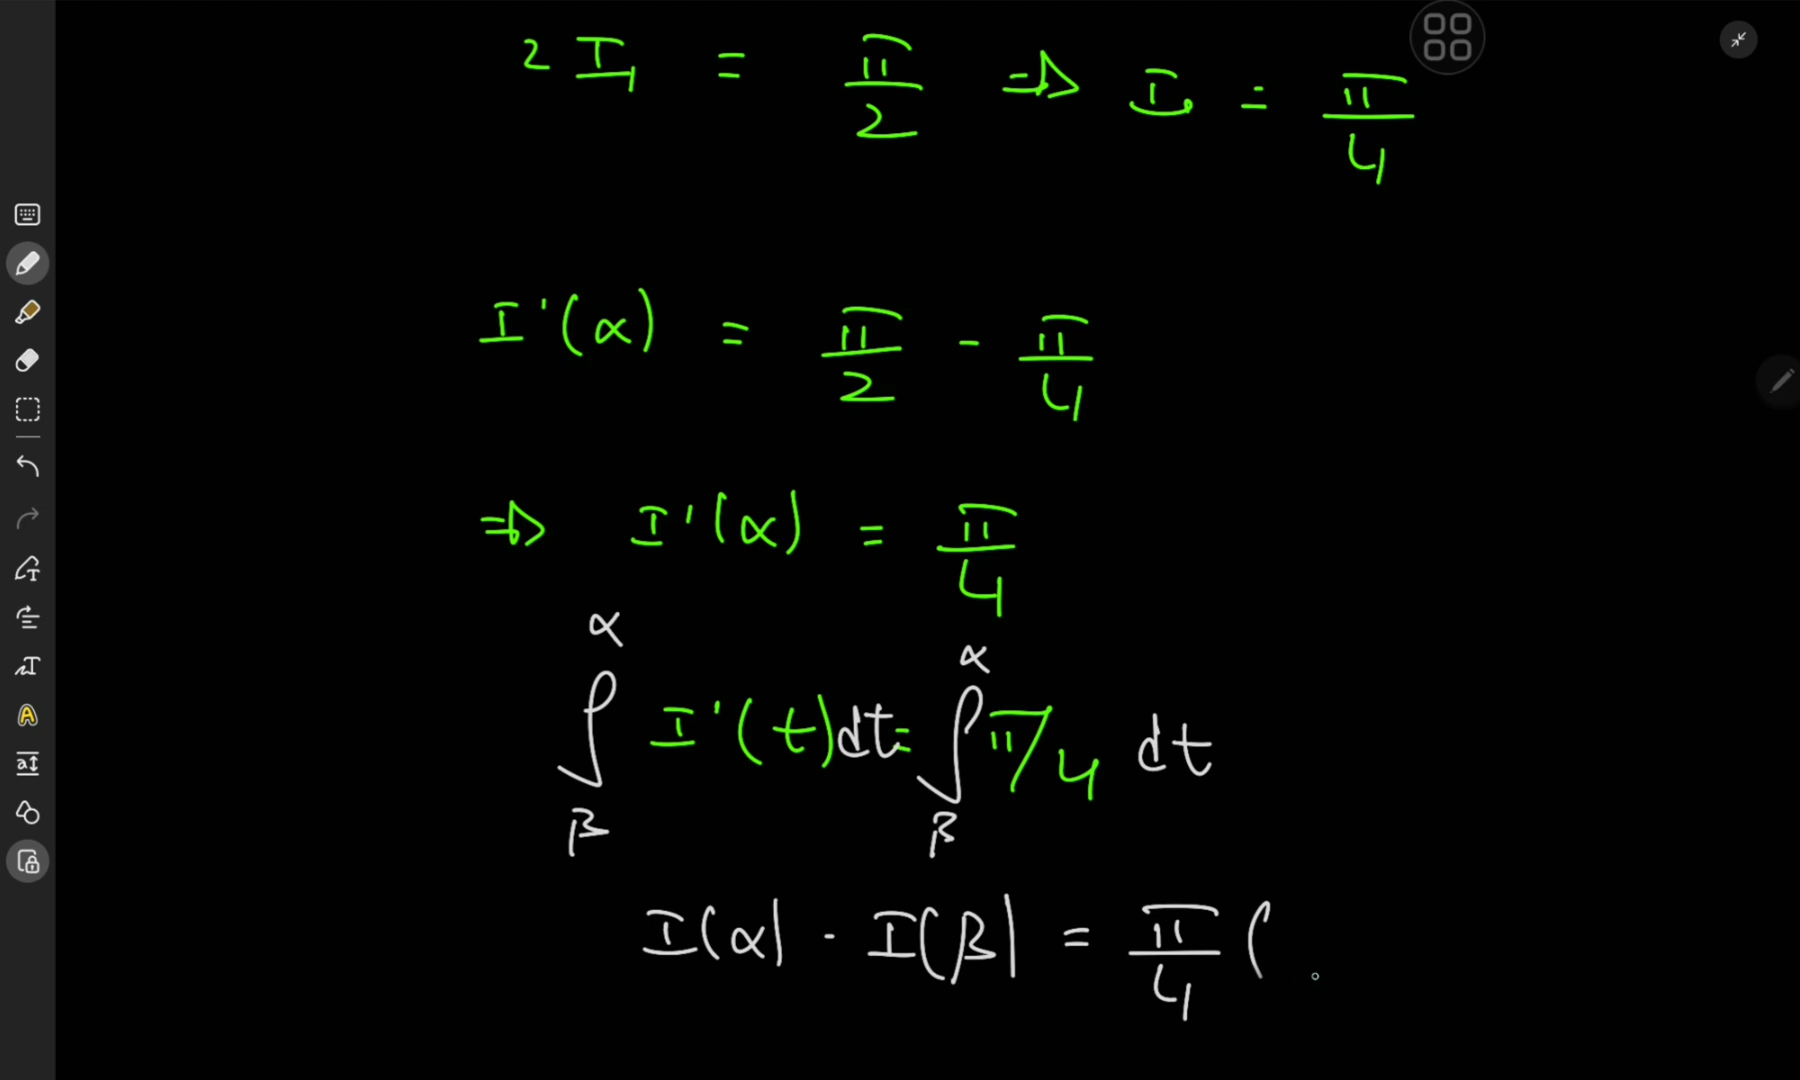 2 I₁ = π/2 ⇒ I₁ = π/4
I'(α) = π/2 - π/4
⇒ I'(α) = π/4
∫_β^α I'(t)dt = ∫_β^α π/4 dt
I(α) - I(β) = π/4 (